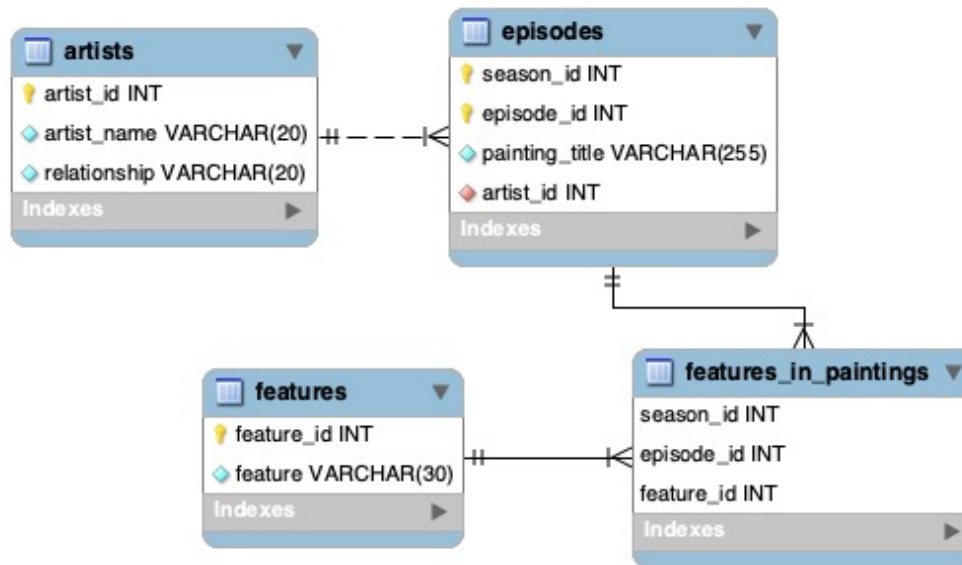 artists
artist_id INT
artist_name VARCHAR(20)
relationship VARCHAR(20)
Indexes
episodes
season_id INT
episode_id INT
painting_title VARCHAR(255)
artist_id INT
Indexes
features
feature_id INT
feature VARCHAR(30)
Indexes
features_in_paintings
season_id INT
episode_id INT
feature_id INT
Indexes